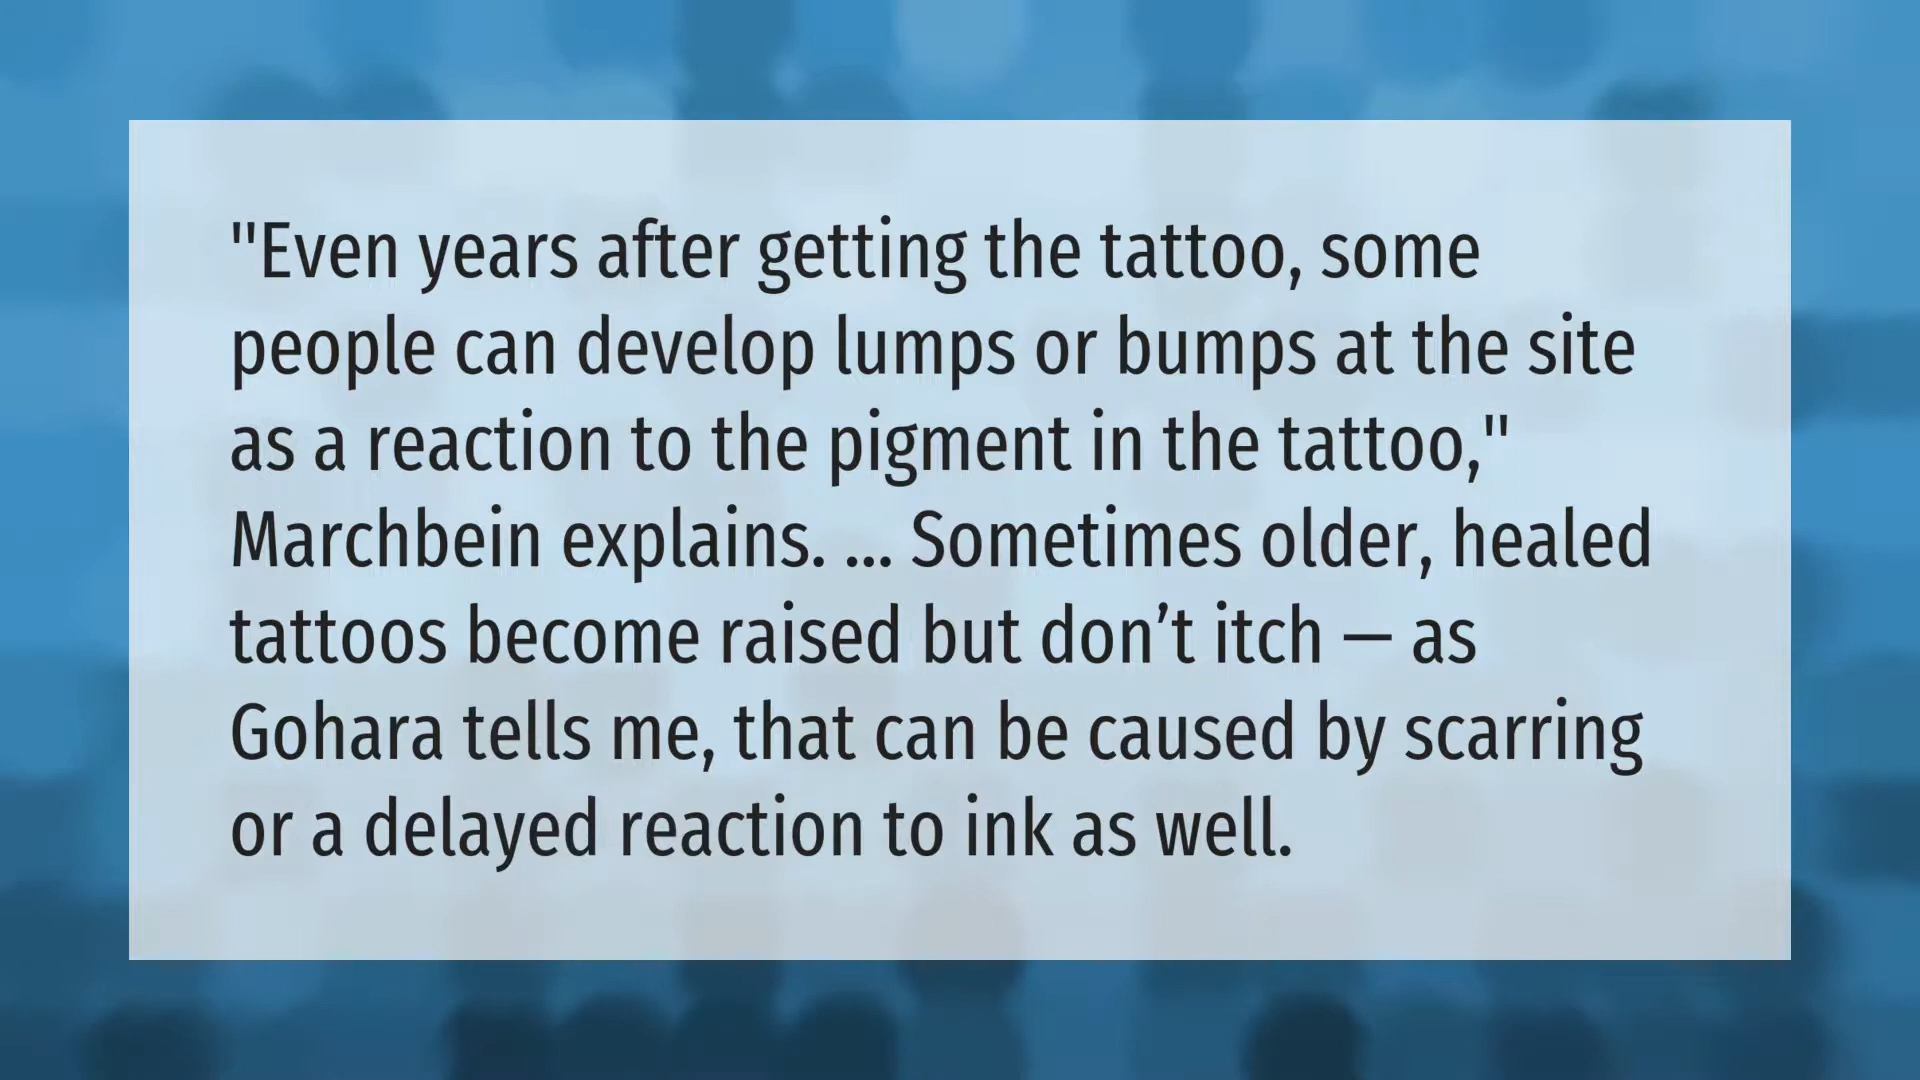 "Even years after getting the tattoo, some
people can develop lumps or bumps at the site
as a reaction to the pigment in the tattoo,"
Marchbein explains. ... Sometimes older, healed
tattoos become raised but don’t itch — as
Gohara tells me, that can be caused by scarring
or a delayed reaction to ink as well.